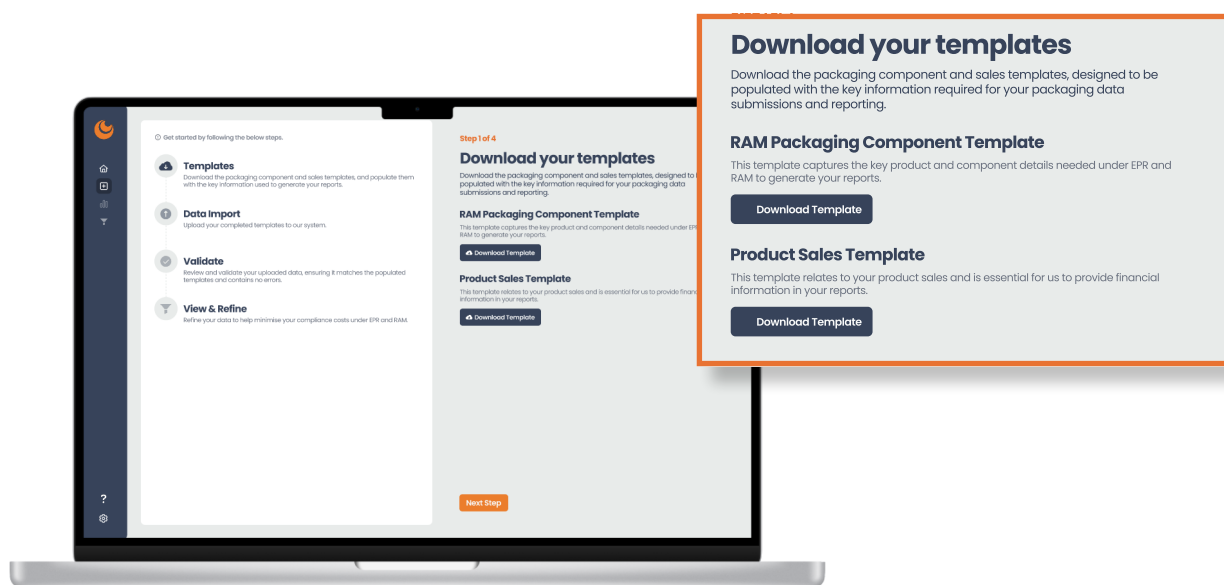 Get started by following the below steps.
Templates
Download the packaging component and sales templates, and populate them
with the key information used to generate your reports.
Data Import
Upload your completed templates to our system.
Validate
Review and validate your uploaded data, ensuring it matches the populated
templates and contains no errors.
View & Refine
Refine your data to help minimise your compliance costs under EPR and RAM.
?
Step 1 of 4
Download your templates
Download the packaging component and sales templates, designed to
populated with the key information required for your packaging data
submissions and reporting.
RAM Packaging Component Template
This template captures the key product and component details needed under
RAM to generate your reports.
Download Template
Product Sales Template
This template relates to your product sales and is essential for us to provide
information in your reports.
Download Template
Next Step
Download your templates
Download the packaging component and sales templates, designed to be
populated with the key information required for your packaging data
submissions and reporting.
RAM Packaging Component Template
This template captures the key product and component details needed under EPR and
RAM to generate your reports.
Download Template
Product Sales Template
This template relates to your product sales and is essential for us to provide financial
information in your reports.
Download Template